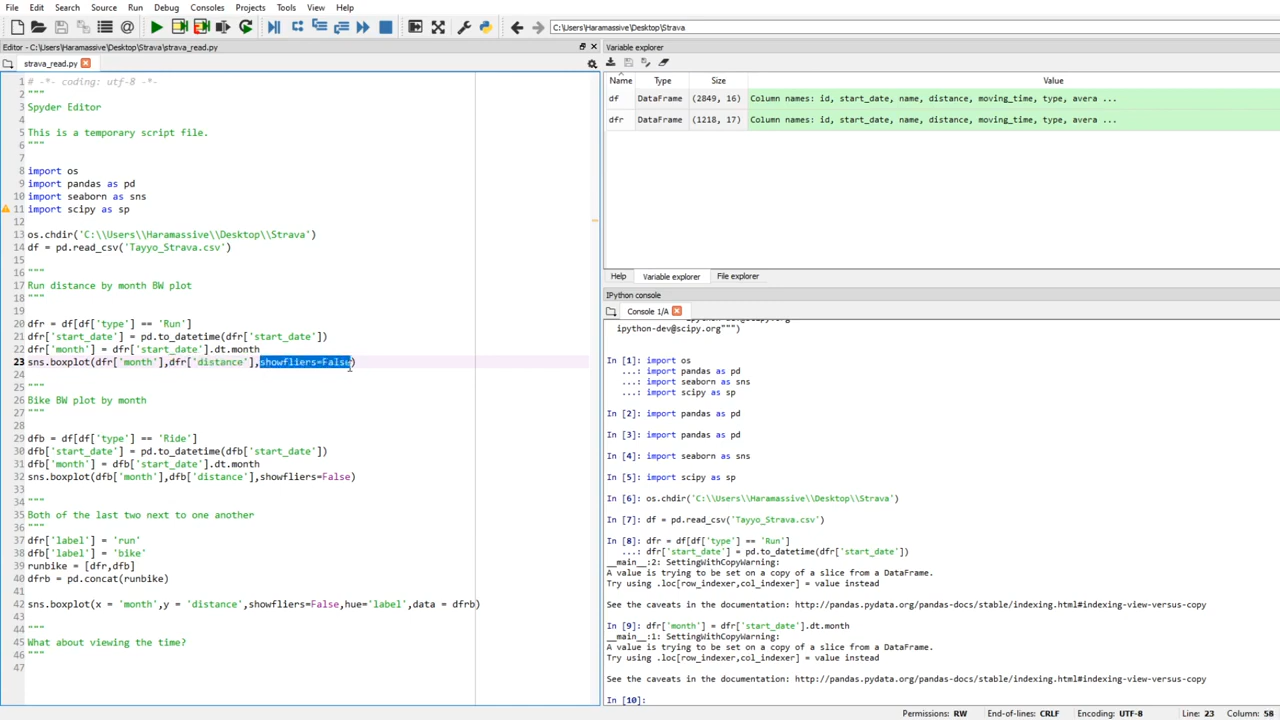 File Edit Search Source Run Debug Consoles Projects Tools View Help
C:\Users\Haramassive\Desktop\Strava
Editor - C:\Users\Haramassive\Desktop\Strava\strava_read.py
strava_read.py
1 # -*- coding: utf-8 -*-
2 """
3 Spyder Editor
4
5 This is a temporary script file.
6 """
7
8 import os
9 import pandas as pd
10 import seaborn as sns
11 import scipy as sp
12
13 os.chdir('C:\\Users\\Haramassive\\Desktop\\Strava')
14 df = pd.read_csv('Tayyo_Strava.csv')
15
16 """
17 Run distance by month BW plot
18 """
19
20 dfr = df[df['type'] == 'Run']
21 dfr['start_date'] = pd.to_datetime(dfr['start_date'])
22 dfr['month'] = dfr['start_date'].dt.month
23 sns.boxplot(dfr['month'],dfr['distance'],showfliers=False)
24
25 """
26 Bike BW plot by month
27 """
28
29 dfb = df[df['type'] == 'Ride']
30 dfb['start_date'] = pd.to_datetime(dfb['start_date'])
31 dfb['month'] = dfb['start_date'].dt.month
32 sns.boxplot(dfb['month'],dfb['distance'],showfliers=False)
33
34 """
35 Both of the last two next to one another
36 """
37 dfr['label'] = 'run'
38 dfb['label'] = 'bike'
39 runbike = [dfr,dfb]
40 dfrb = pd.concat(runbike)
41
42 sns.boxplot(x = 'month',y = 'distance',showfliers=False,hue='label',data = dfrb)
43
44 """
45 What about viewing the time?
46 """
47
Variable explorer
Name Type Size Value
df DataFrame (2849, 16) Column names: id, start_date, name, distance, moving_time, type, avera ...
dfr DataFrame (1218, 17) Column names: id, start_date, name, distance, moving_time, type, avera ...
Help Variable explorer File explorer
IPython console
Console 1/A
ipython-dev@scipy.org""")
In [1]: import os
...: import pandas as pd
...: import seaborn as sns
...: import scipy as sp
In [2]: import pandas as pd
In [3]: import pandas as pd
In [4]: import seaborn as sns
In [5]: import scipy as sp
In [6]: os.chdir('C:\\Users\\Haramassive\\Desktop\\Strava')
In [7]: df = pd.read_csv('Tayyo_Strava.csv')
In [8]: dfr = df[df['type'] == 'Run']
...: dfr['start_date'] = pd.to_datetime(dfr['start_date'])
__main__:2: SettingWithCopyWarning:
A value is trying to be set on a copy of a slice from a DataFrame.
Try using .loc[row_indexer,col_indexer] = value instead
See the caveats in the documentation: http://pandas.pydata.org/pandas-docs/stable/indexing.html#indexing-view-versus-copy
In [9]: dfr['month'] = dfr['start_date'].dt.month
__main__:1: SettingWithCopyWarning:
A value is trying to be set on a copy of a slice from a DataFrame.
Try using .loc[row_indexer,col_indexer] = value instead
See the caveats in the documentation: http://pandas.pydata.org/pandas-docs/stable/indexing.html#indexing-view-versus-copy
In [10]:
Permissions: RW End-of-lines: CRLF Encoding: UTF-8 Line: 23 Column: 58